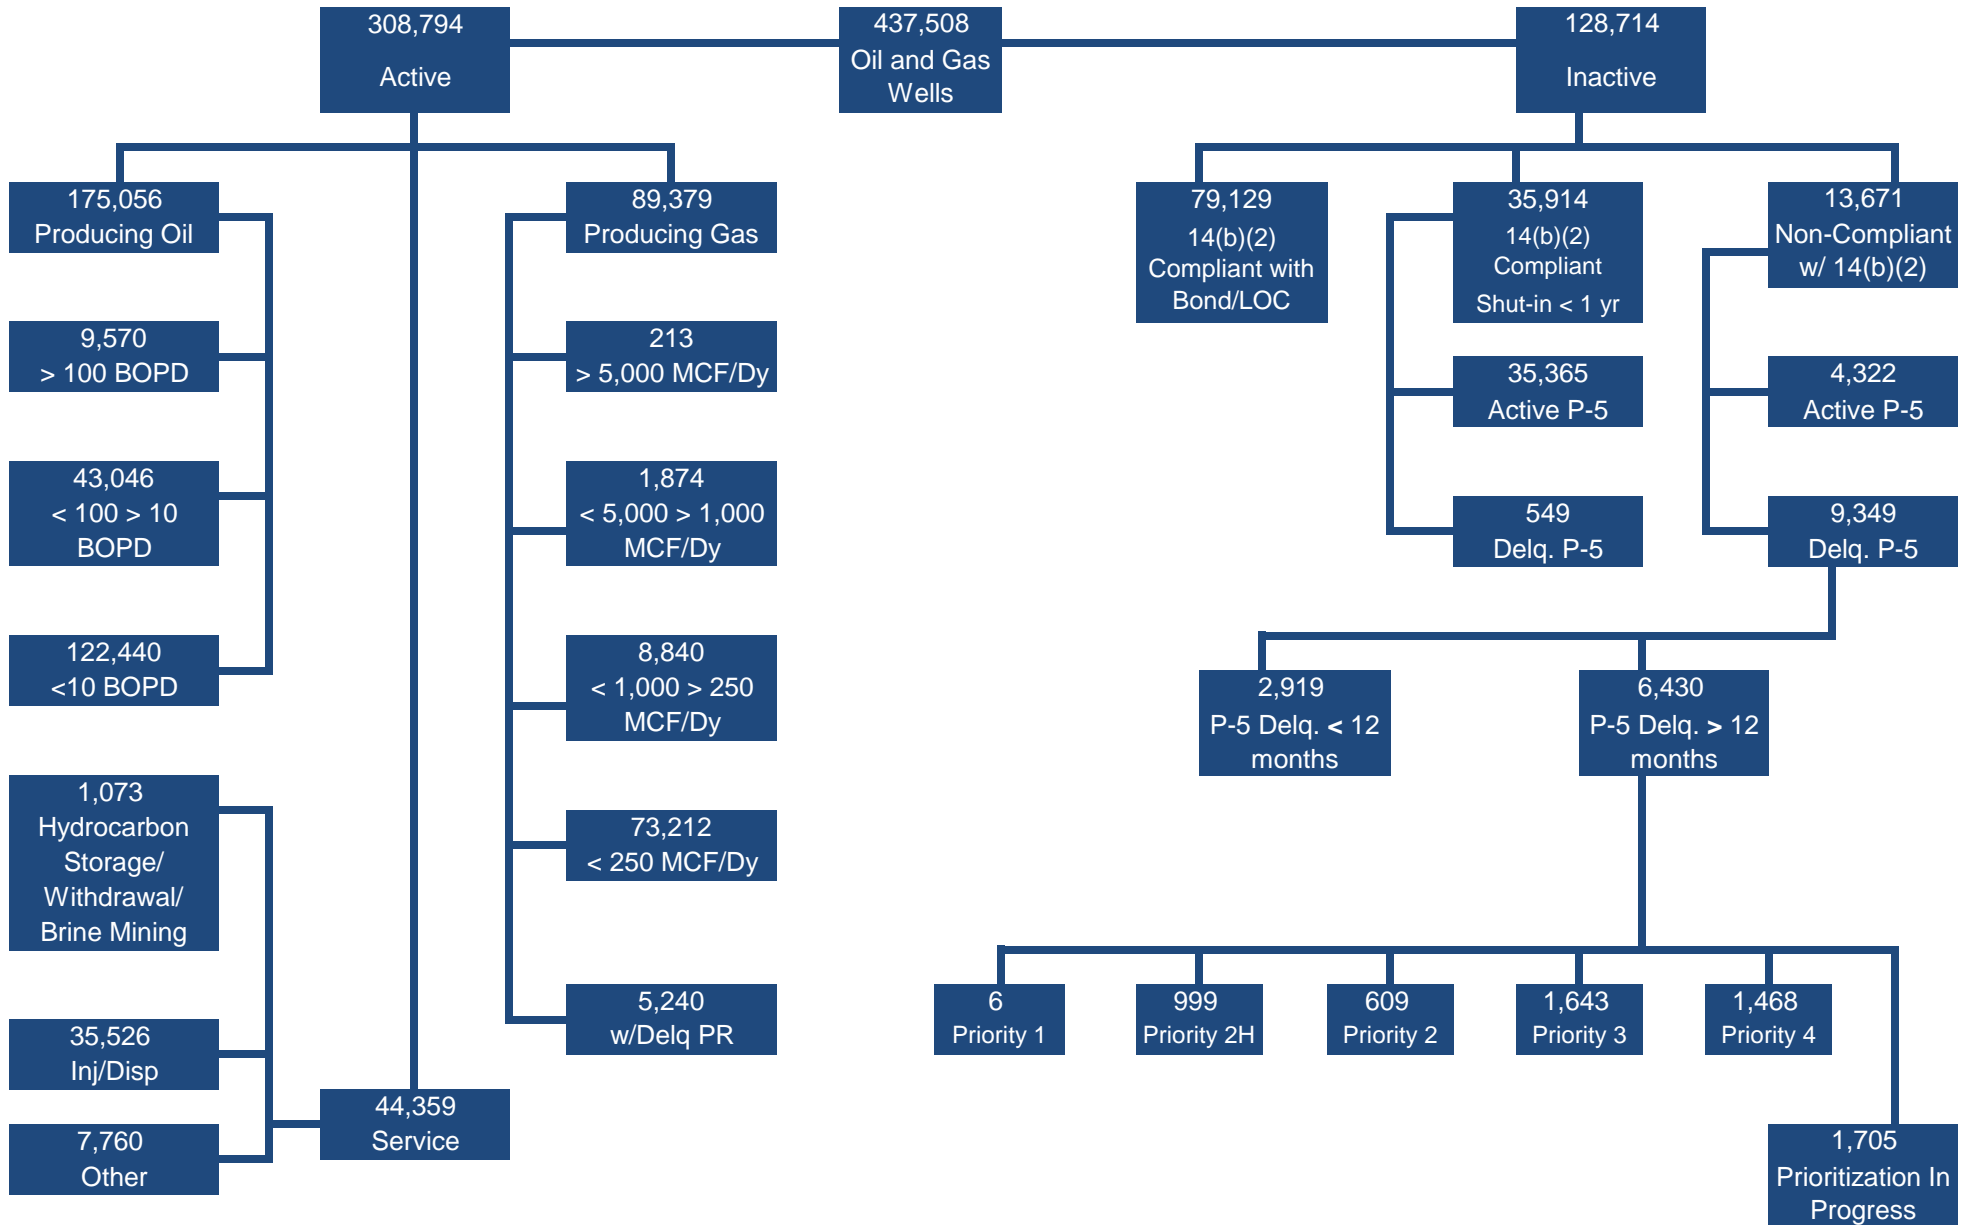 308,794
Active
437,508
Oil and Gas
Wells
128,714
Inactive
175,056
Producing Oil
89,379
Producing Gas
79,129
14(b)(2)
Compliant with
Bond/LOC
35,914
14(b)(2)
Compliant
Shut-in < 1 yr
13,671
Non-Compliant
w/ 14(b)(2)
9,570
> 100 BOPD
213
> 5,000 MCF/Dy
35,365
Active P-5
4,322
Active P-5
43,046
< 100 > 10
BOPD
1,874
< 5,000 > 1,000
MCF/Dy
549
Delq. P-5
9,349
Delq. P-5
122,440
<10 BOPD
8,840
< 1,000 > 250
MCF/Dy
2,919
P-5 Delq. < 12
months
6,430
P-5 Delq. > 12
months
1,073
Hydrocarbon
Storage/
Withdrawal/
Brine Mining
73,212
< 250 MCF/Dy
5,240
w/Delq PR
6
Priority 1
999
Priority 2H
609
Priority 2
1,643
Priority 3
1,468
Priority 4
35,526
Inj/Disp
44,359
Service
7,760
Other
1,705
Prioritization In
Progress